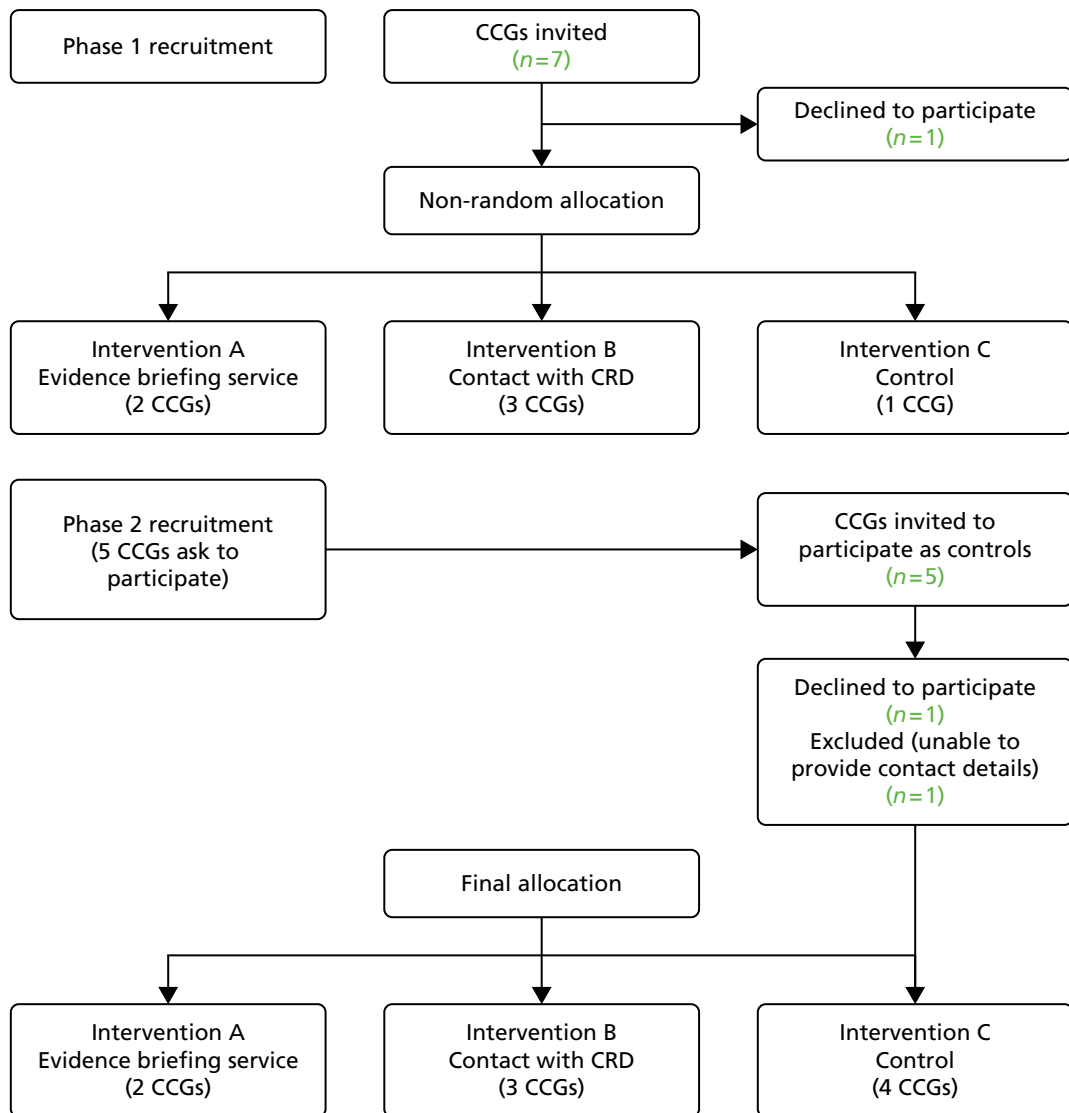 Phase 1 recruitment
CCGs invited
(n=7)
Declined to participate
(n=1)
Non-random allocation
Intervention A
Evidence briefing service
(2 CCGs)
Intervention B
Contact with CRD
(3 CCGs)
Intervention C
Control
(1 CCG)
Phase 2 recruitment
(5 CCGs ask to
participate)
CCGs invited to
participate as controls
(n=5)
Declined to participate
(n=1)
Excluded (unable to
provide contact details)
(n=1)
Final allocation
Intervention A
Evidence briefing service
(2 CCGs)
Intervention B
Contact with CRD
(3 CCGs)
Intervention C
Control
(4 CCGs)